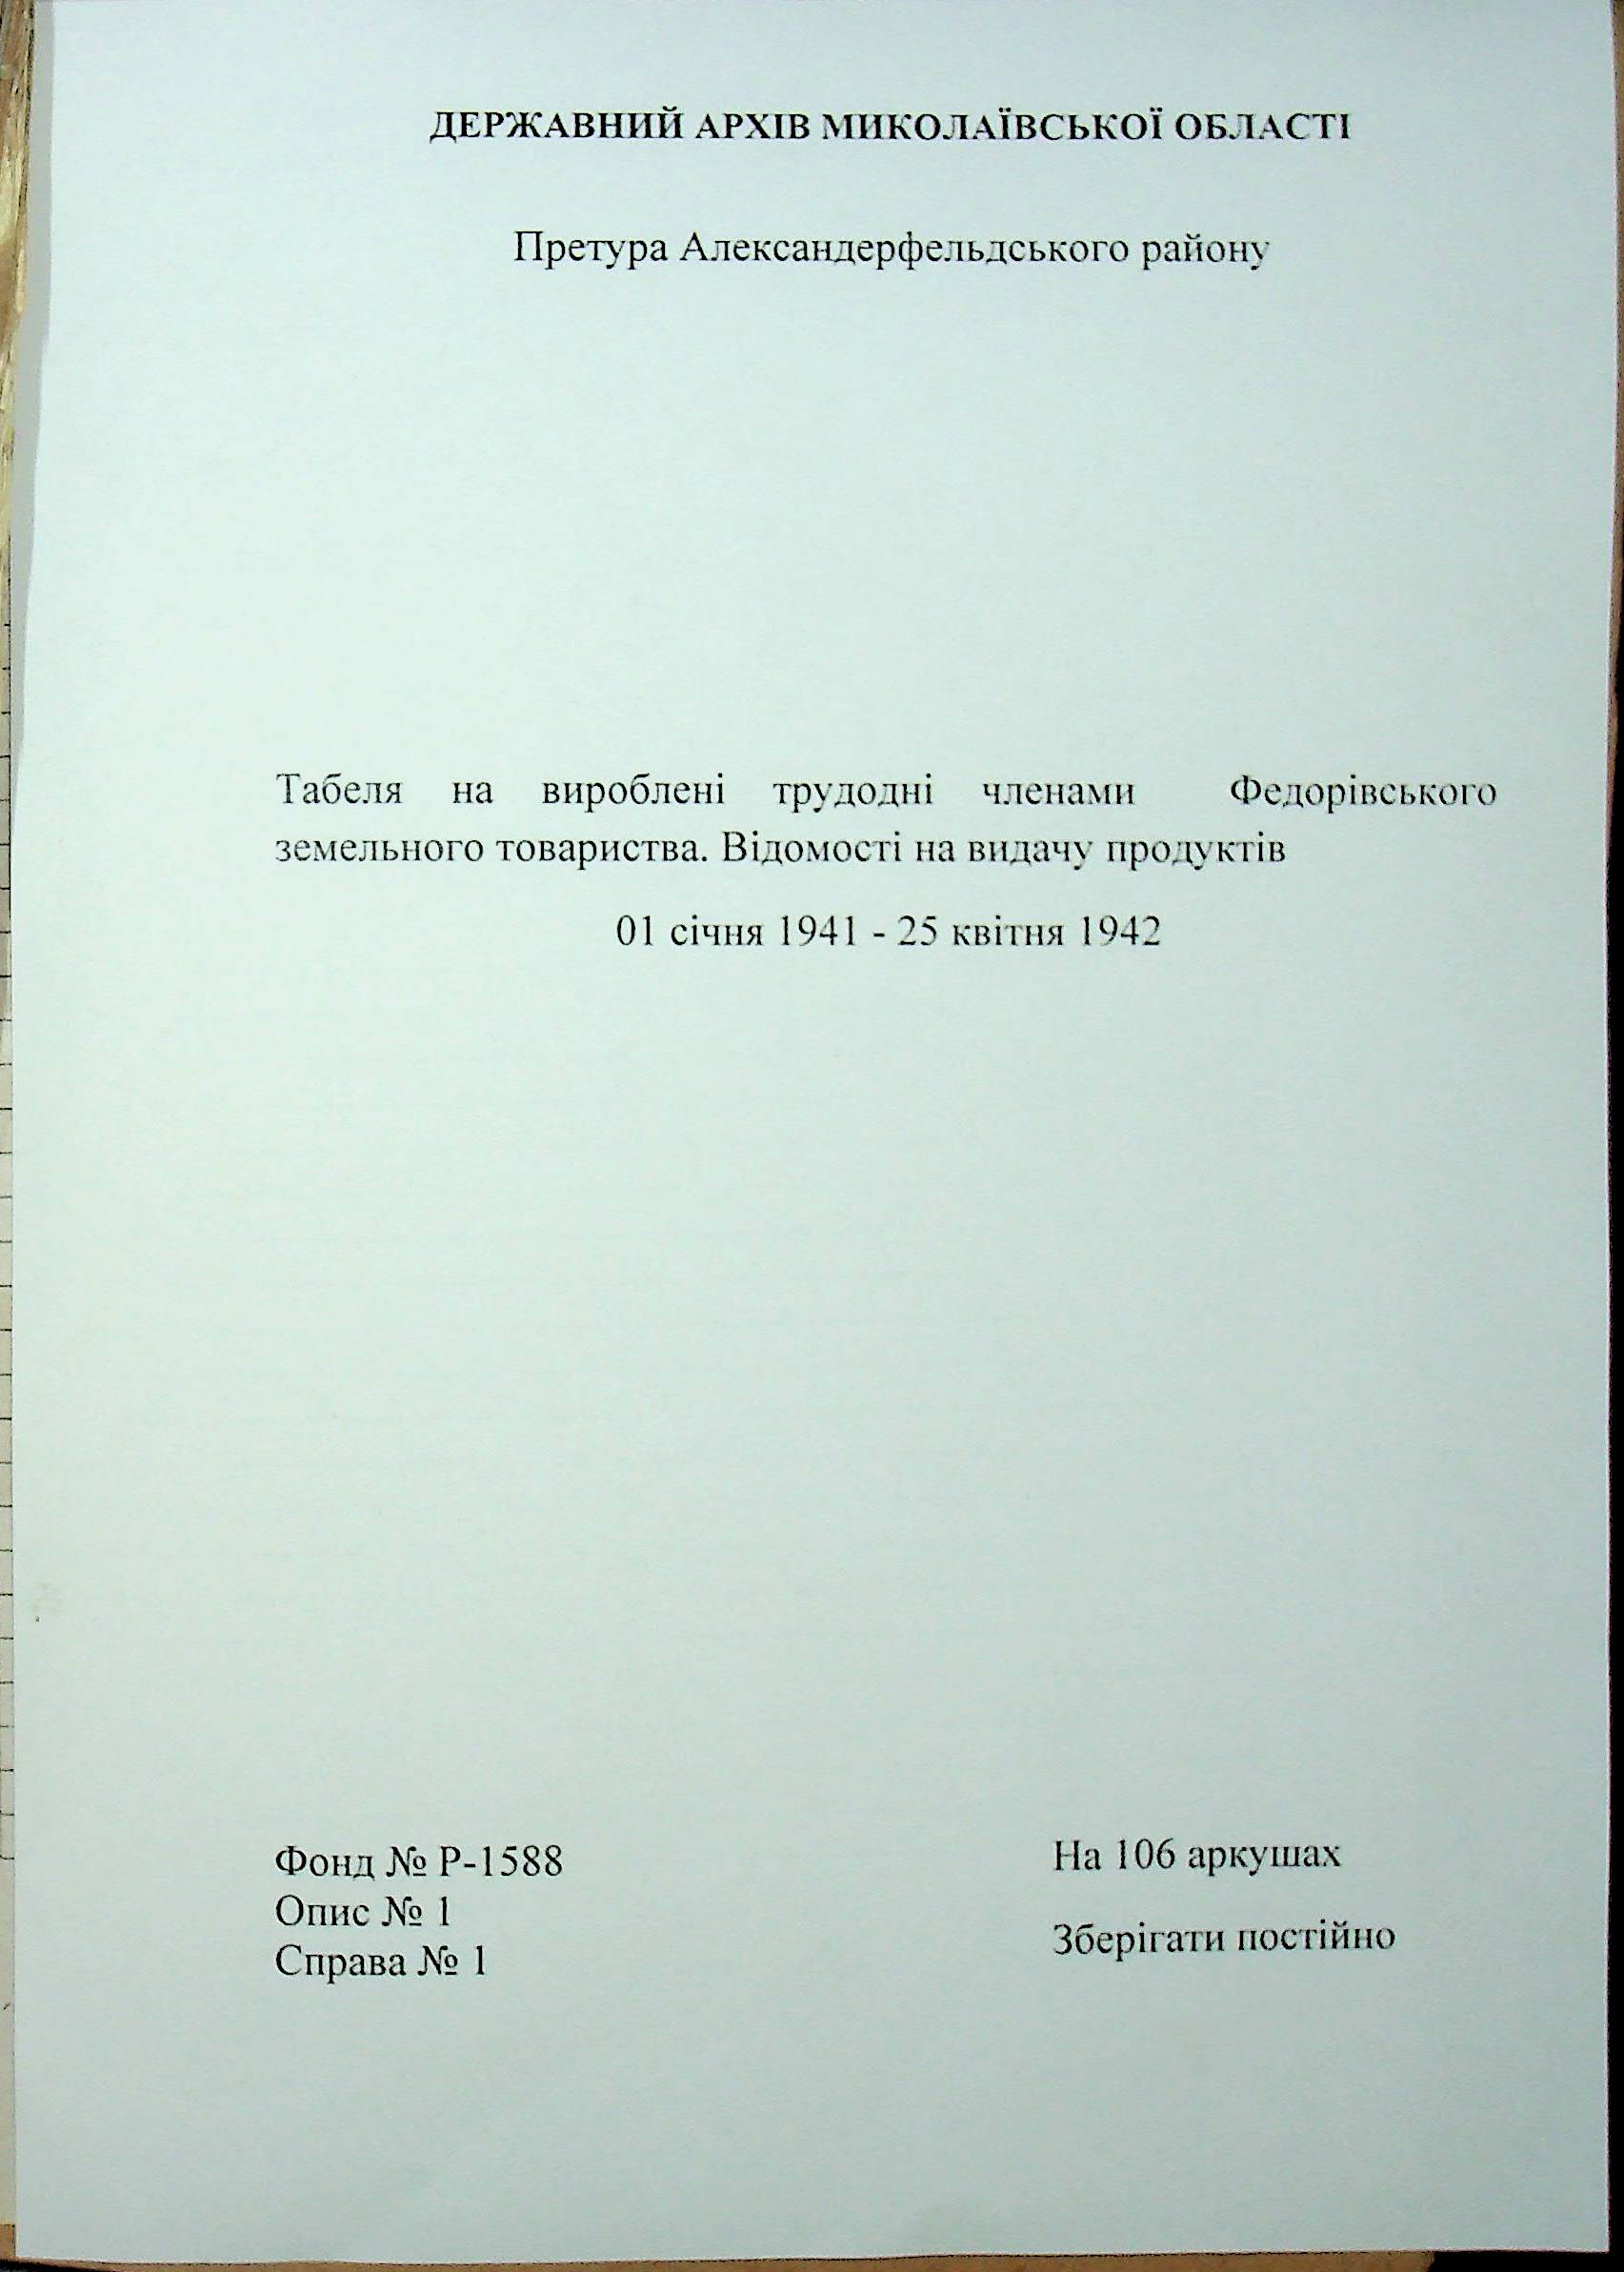 ДЕРЖАВНИЙ АРХІВ МИКОЛАЇВСЬКОЇ ОБЛАСТІ
Претура Александерфельдського району
Табеля на вироблені трудодні членами Федорівського
земельного товариства. Відомості на видачу продуктів
01 січня 1941 - 25 квітня 1942
Фонд № Р-1588
Опис № 1
Справа № 1
На 106 аркушах
Зберігати постійно